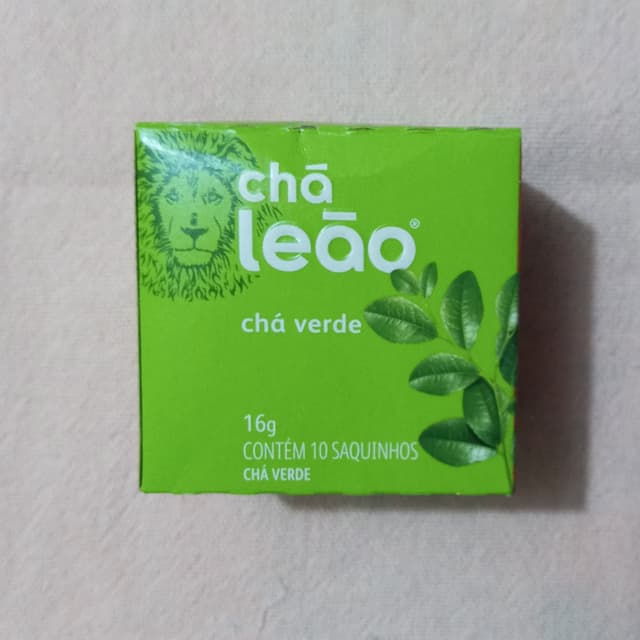 chá
leão®
chá verde
16g
CONTÉM 10 SAQUINHOS
CHÁ VERDE